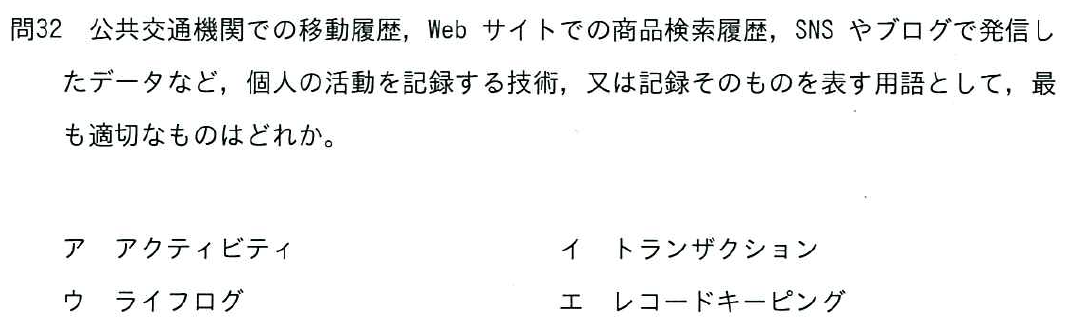 問32 公共交通機関での移動履歴，Web サイトでの商品検索履歴，SNS やブログで発信し
たデータなど，個人の活動を記録する技術，又は記録そのものを表す用語として，最
も適切なものはどれか。
ア アクティビティ イ トランザクション
ウ ライフログ エ レコードキーピング